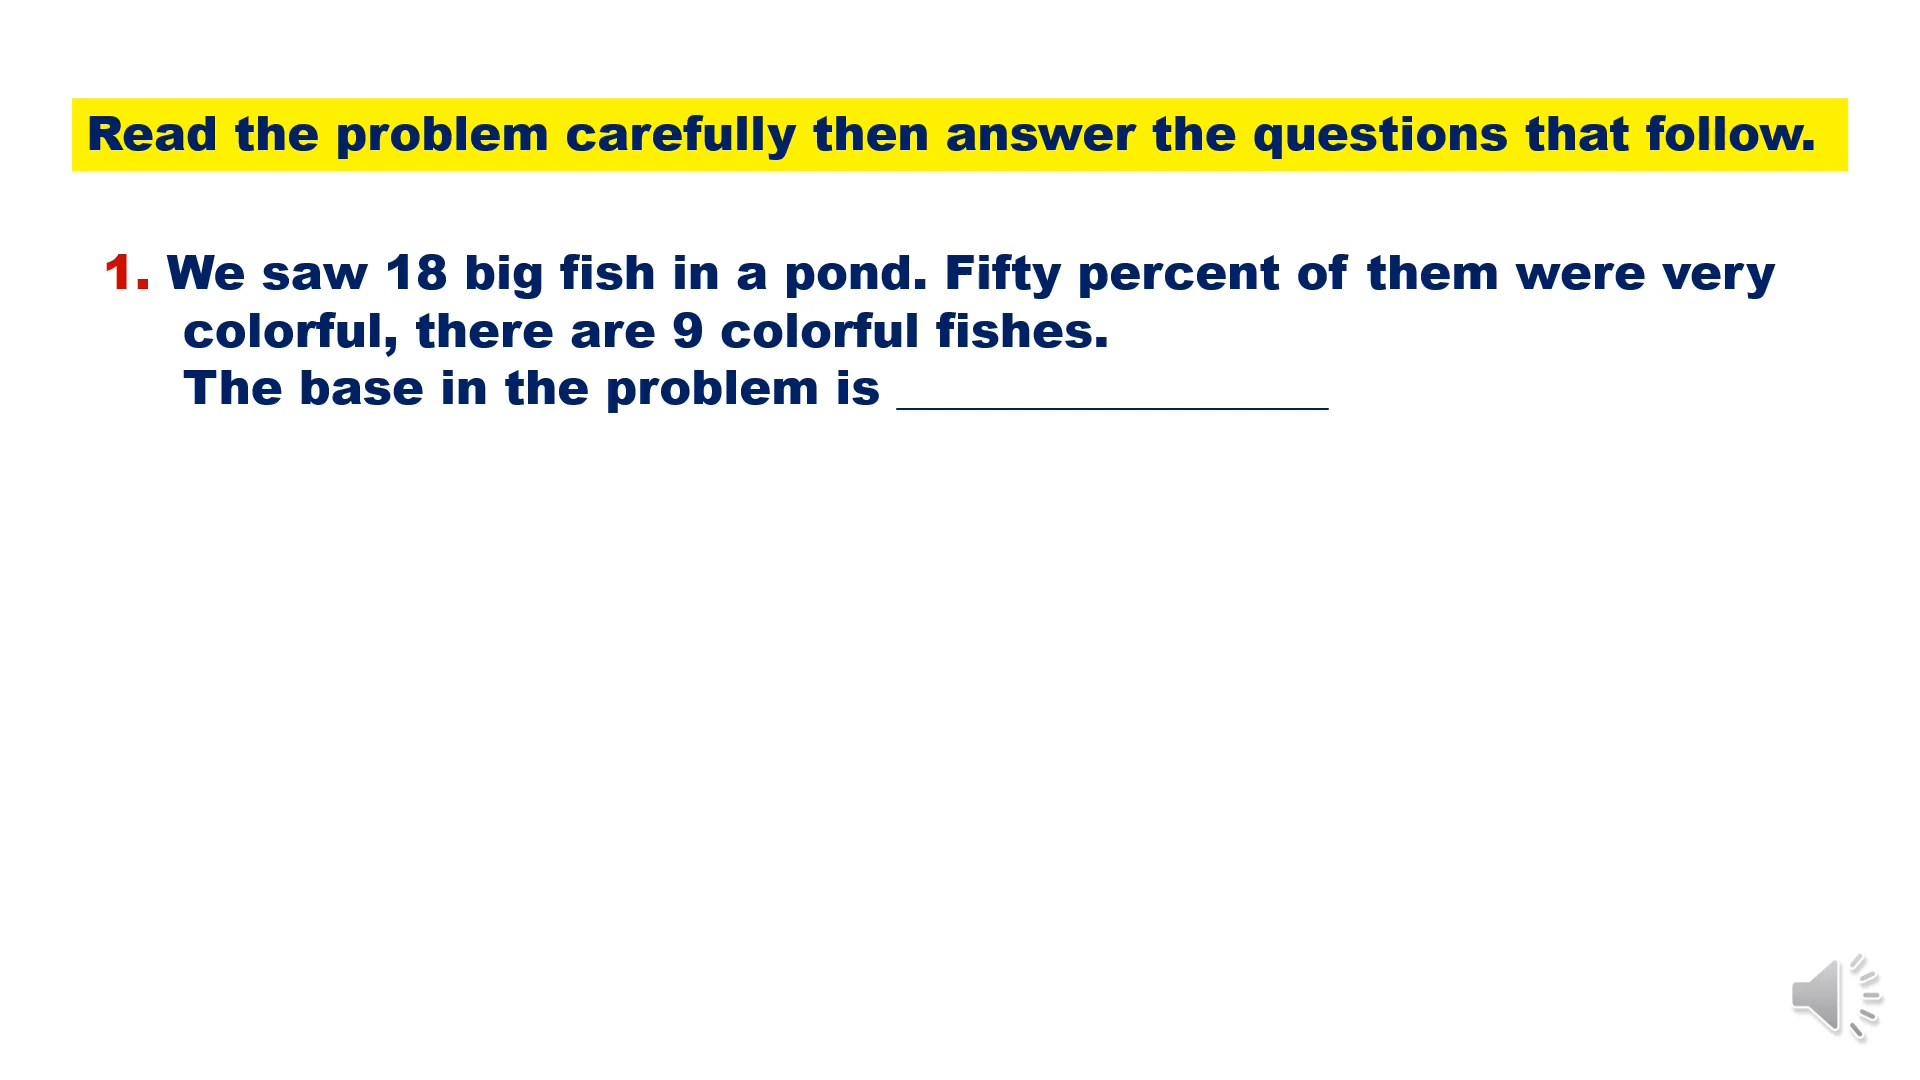 Read the problem carefully then answer the questions that follow.
1. We saw 18 big fish in a pond. Fifty percent of them were very
colorful, there are 9 colorful fishes.
The base in the problem is __________________